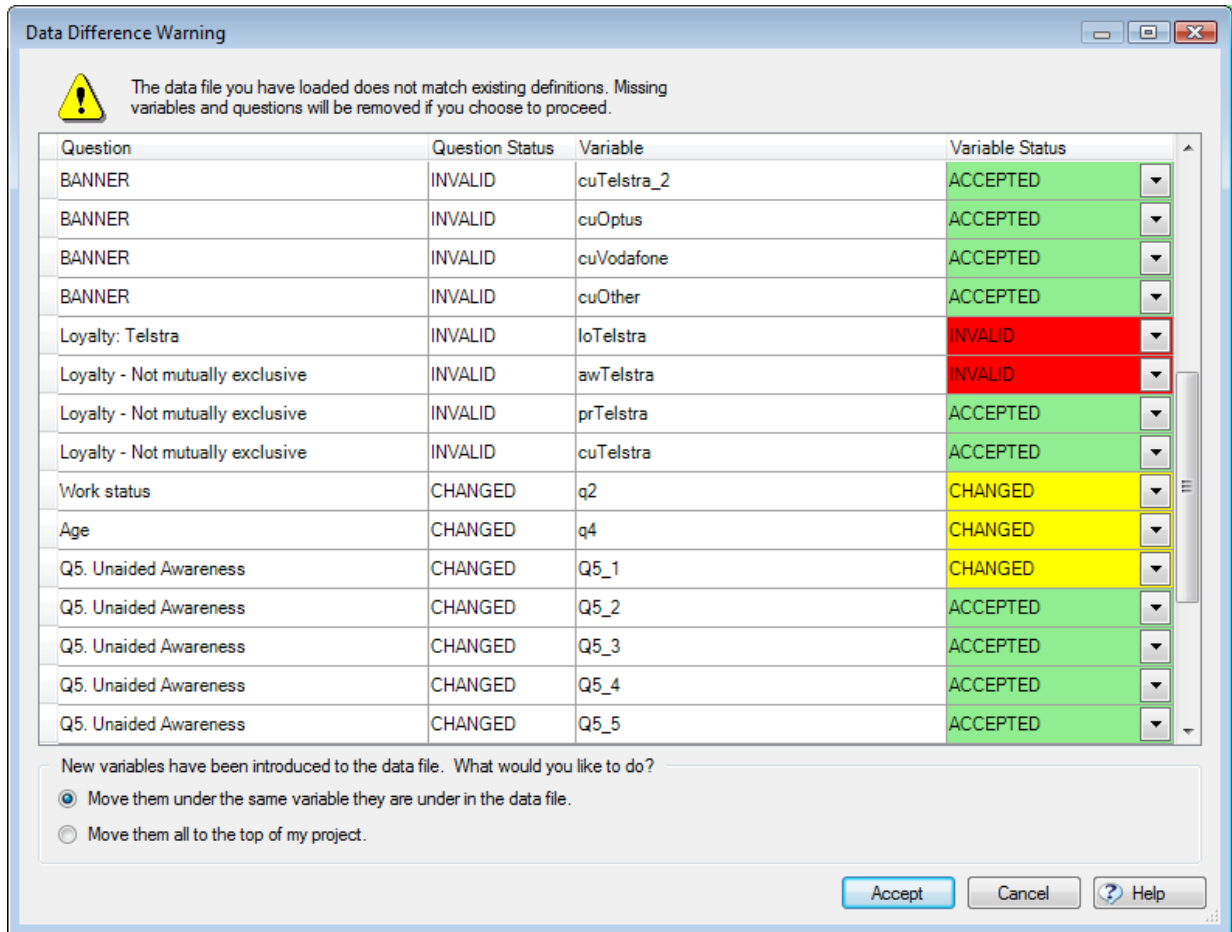 Data Difference Warning
The data file you have loaded does not match existing definitions. Missing
variables and questions will be removed if you choose to proceed.
Question Question Status Variable Variable Status
BANNER INVALID cuTelstra_2 ACCEPTED
BANNER INVALID cuOptus ACCEPTED
BANNER INVALID cuVodafone ACCEPTED
BANNER INVALID cuOther ACCEPTED
Loyalty: Telstra INVALID loTelstra INVALID
Loyalty - Not mutually exclusive INVALID awTelstra INVALID
Loyalty - Not mutually exclusive INVALID prTelstra ACCEPTED
Loyalty - Not mutually exclusive INVALID cuTelstra ACCEPTED
Work status CHANGED q2 CHANGED
Age CHANGED q4 CHANGED
Q5. Unaided Awareness CHANGED Q5_1 CHANGED
Q5. Unaided Awareness CHANGED Q5_2 ACCEPTED
Q5. Unaided Awareness CHANGED Q5_3 ACCEPTED
Q5. Unaided Awareness CHANGED Q5_4 ACCEPTED
Q5. Unaided Awareness CHANGED Q5_5 ACCEPTED
New variables have been introduced to the data file. What would you like to do?
Move them under the same variable they are under in the data file.
Move them all to the top of my project.
Accept Cancel Help